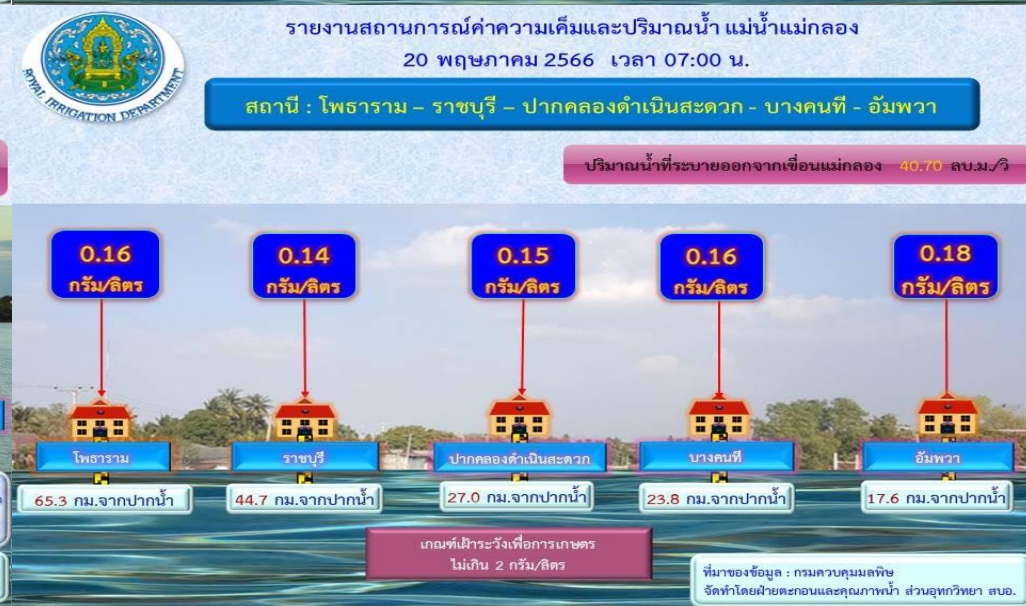 รายงานสถานการณ์ค่าความเค็มและปริมาณน้ำ แม่น้ำแม่กลอง
20 พฤษภาคม 2566 เวลา 07:00 น.
ROYAL IRRIGATION DEPARTMENT
สถานี : โพธาราม – ราชบุรี – ปากคลองดำเนินสะดวก - บางคนที - อัมพวา
ปริมาณน้ำที่ระบายออกจากเขื่อนแม่กลอง 40.70 ลบ.ม./วิ
0.16
กรัม/ลิตร
0.14
กรัม/ลิตร
0.15
กรัม/ลิตร
0.16
กรัม/ลิตร
0.18
กรัม/ลิตร
โพธาราม
ราชบุรี
ปากคลองดำเนินสะดวก
บางคนที
อัมพวา
65.3 กม.จากปากน้ำ
44.7 กม.จากปากน้ำ
27.0 กม.จากปากน้ำ
23.8 กม.จากปากน้ำ
17.6 กม.จากปากน้ำ
เกณฑ์เฝ้าระวังเพื่อการเกษตร
ไม่เกิน 2 กรัม/ลิตร
ที่มาของข้อมูล : กรมควบคุมมลพิษ
จัดทำโดยฝ่ายตะกอนและคุณภาพน้ำ ส่วนอุทกวิทยา สบอ.